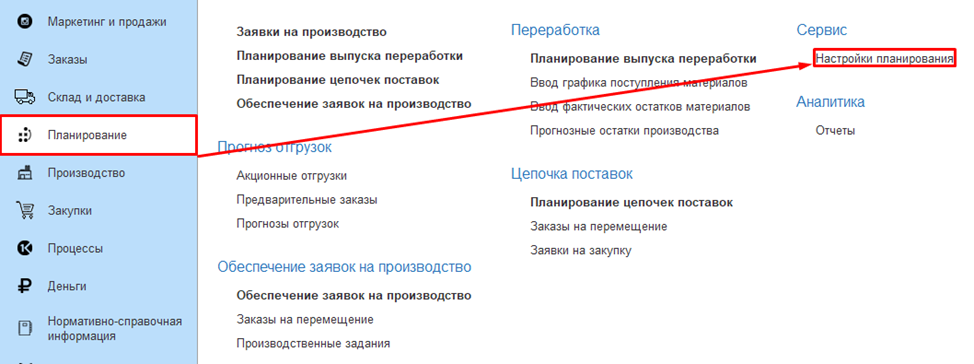 Маркетинг и продажи
Заказы
Склад и доставка
Планирование
Производство
Закупки
Процессы
Деньги
Нормативно-справочная
информация
Заявки на производство
Планирование выпуска переработки
Планирование цепочек поставок
Обеспечение заявок на производство
Прогноз отгрузок
Акционные отгрузки
Предварительные заказы
Прогнозы отгрузок
Обеспечение заявок на производство
Обеспечение заявок на производство
Заказы на перемещение
Производственные задания
Переработка
Планирование выпуска переработки
Ввод графика поступления материалов
Ввод фактических остатков материалов
Прогнозные остатки производства
Цепочка поставок
Планирование цепочек поставок
Заказы на перемещение
Заявки на закупку
Сервис
Настройки планирования
Аналитика
Отчеты